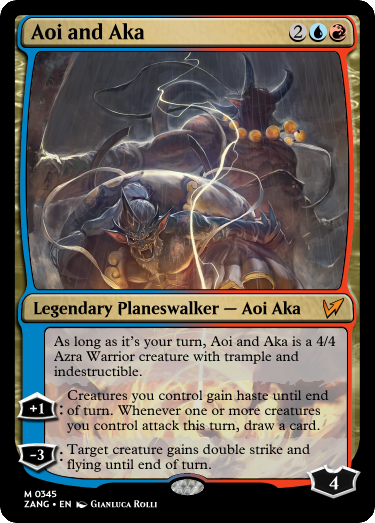 Aoi and Aka 2
Legendary Planeswalker — Aoi Aka
As long as it's your turn, Aoi and Aka is a 4/4
Azra Warrior creature with trample and
indestructible.
+1: Creatures you control gain haste until end
of turn. Whenever one or more creatures
you control attack this turn, draw a card.
-3: Target creature gains double strike and
flying until end of turn.
4
M 0345
ZANG • EN Gianluca Rolli